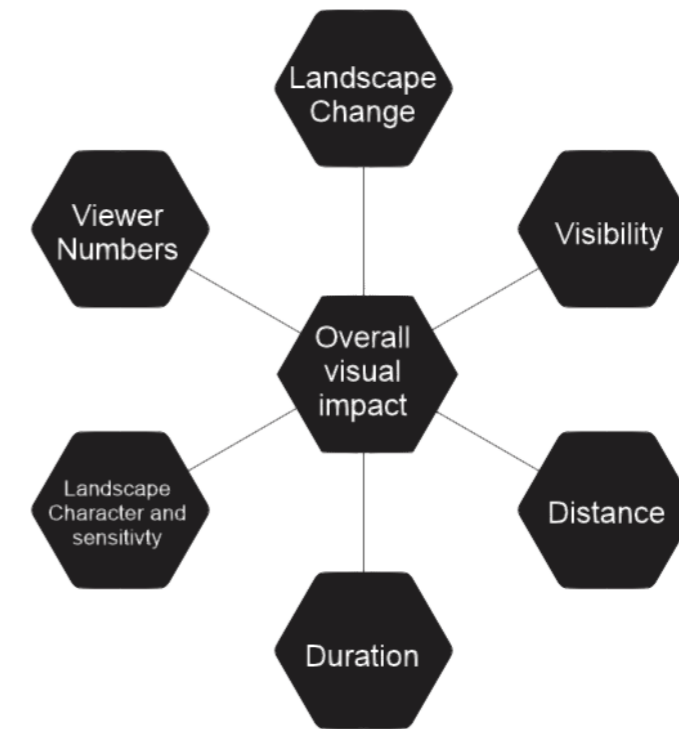 Landscape
Change
Viewer
Numbers
Visibility
Overall
visual
impact
Landscape
Character and
sensitivty
Distance
Duration